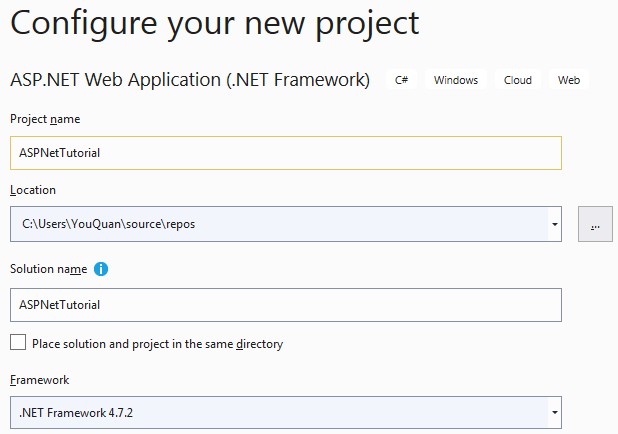 Configure your new project
ASP.NET Web Application (.NET Framework) C# Windows Cloud Web
Project name
ASPNetTutorial
Location
C:\Users\YouQuan\source\repos ...
Solution name i
ASPNetTutorial
Place solution and project in the same directory
Framework
.NET Framework 4.7.2